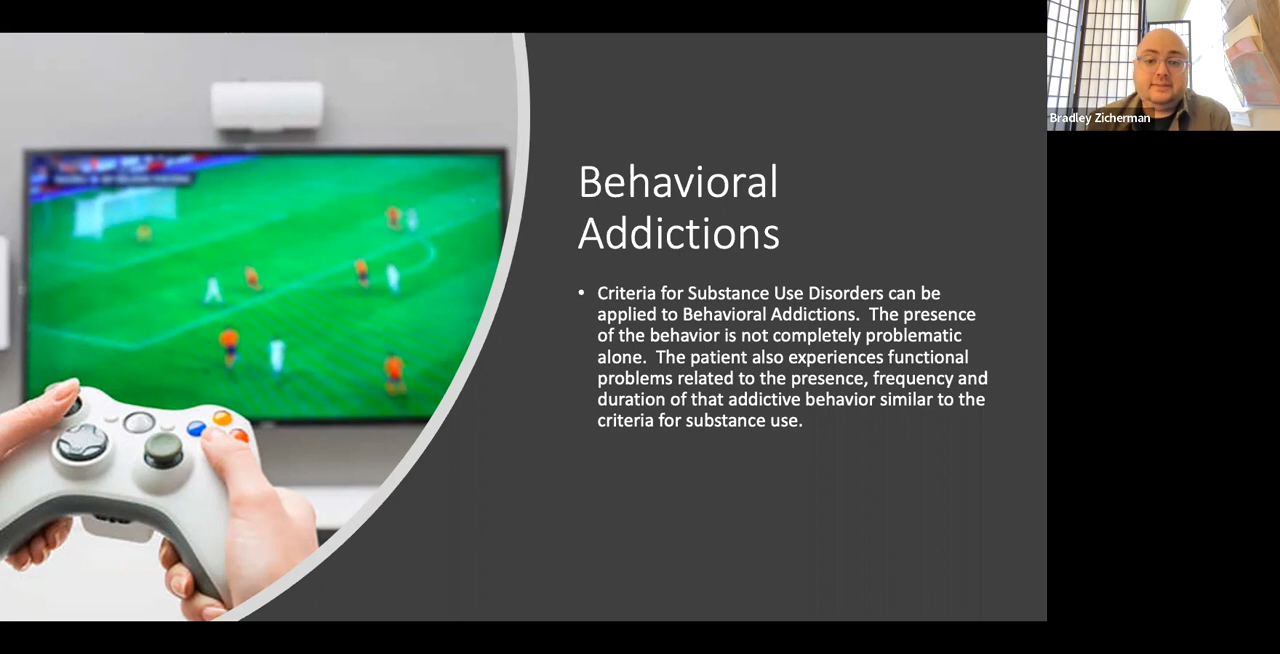 Bradley Zicherman
Behavioral
Addictions
• Criteria for Substance Use Disorders can be
applied to Behavioral Addictions.  The presence
of the behavior is not completely problematic
alone.  The patient also experiences functional
problems related to the presence, frequency and
duration of that addictive behavior similar to the
criteria for substance use.